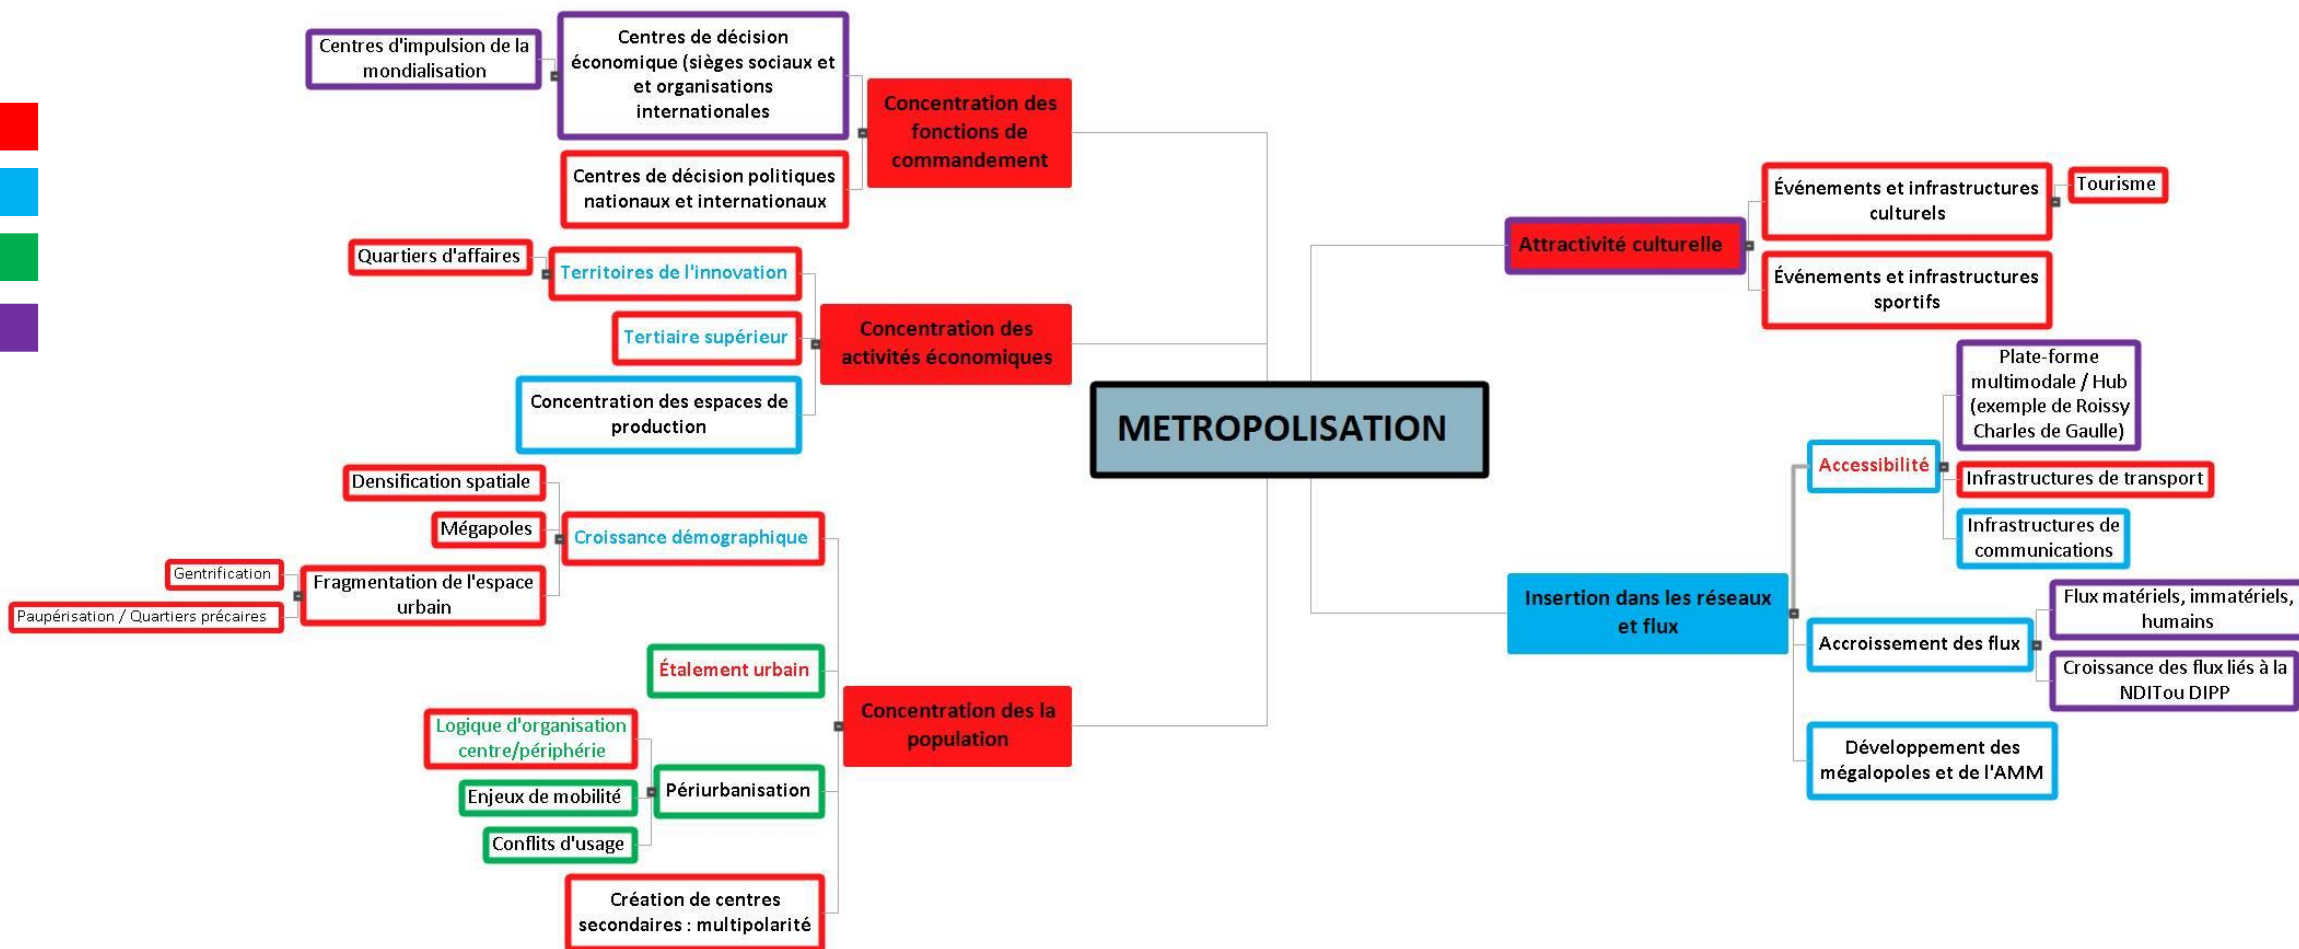 Centres d'impulsion de la
mondialisation
Centres de décision
économique (sièges sociaux et
et organisations
internationales
Concentration des
fonctions de
commandement
Centres de décision politiques
nationaux et internationaux
Quartiers d'affaires
Territoires de l'innovation
Tertiaire supérieur
Concentration des
activités économiques
Concentration des espaces de
production
Densification spatiale
Mégapoles
Croissance démographique
Gentrification
Fragmentation de l'espace
urbain
Paupérisation / Quartiers précaires
Étalement urbain
Concentration des la
population
Logique d'organisation
centre/périphérie
Périurbanisation
Enjeux de mobilité
Conflits d'usage
Création de centres
secondaires : multipolarité
METROPOLISATION
Attractivité culturelle
Événements et infrastructures
culturels
Tourisme
Événements et infrastructures
sportifs
Insertion dans les réseaux
et flux
Accessibilité
Plate-forme
multimodale / Hub
(exemple de Roissy
Charles de Gaulle)
Infrastructures de transport
Infrastructures de
communications
Accroissement des flux
Flux matériels, immatériels,
humains
Croissance des flux liés à la
NDITou DIPP
Développement des
mégalopoles et de l'AMM